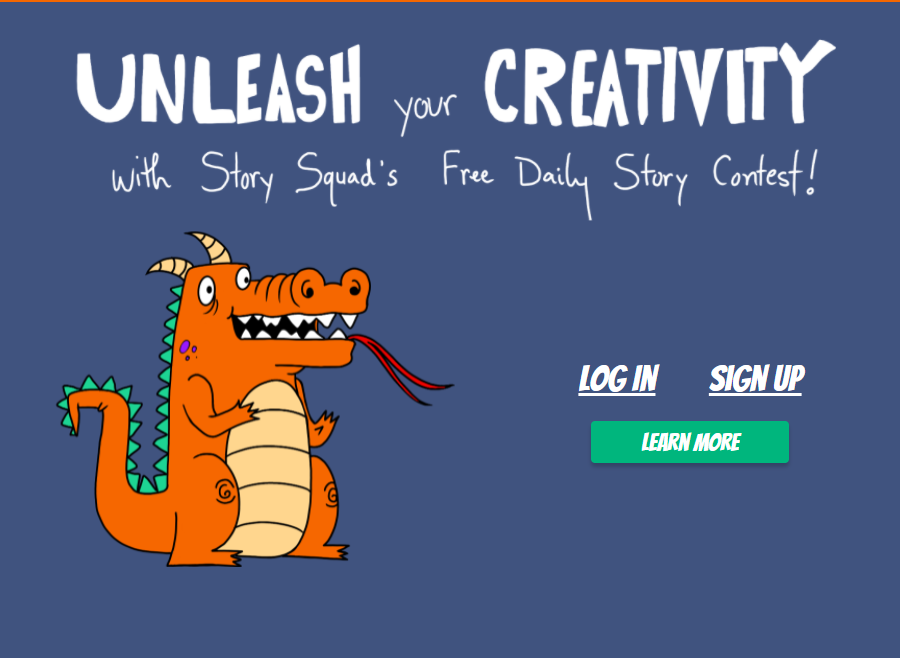 UNLEASH your CREATIVITY
with Story Squad's Free Daily Story Contest!
LOG IN SIGN UP
LEARN MORE